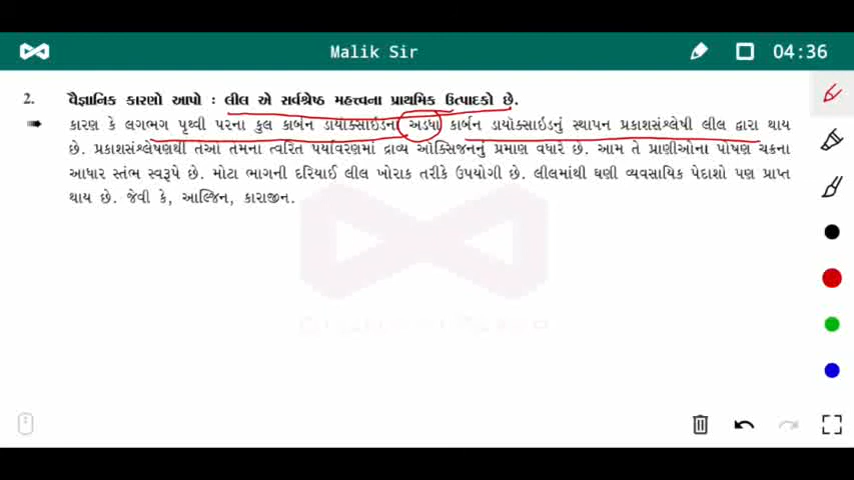 Malik Sir
04:36
2. વૈજ્ઞાનિક કારણો આપો : લીલ એ સર્વશ્રેષ્ઠ મહત્ત્વના પ્રાથમિક ઉત્પાદકો છે.
કારણ કે લગભગ પૃથ્વી પરના કુલ કાર્બન ડાયૉક્સાઇડના અડધા કાર્બન ડાયૉક્સાઇડનું સ્થાપન પ્રકાશસંશ્લેષી લીલ દ્વારા થાય
છે. પ્રકાશસંશ્લેષણથી તેઓ તેમના ત્વરિત પર્યાવરણમાં દ્રાવ્ય ઑક્સિજનનું પ્રમાણ વધારે છે. આમ તે પ્રાણીઓના પોષણ ચક્રના
આધાર સ્તંભ સ્વરૂપે છે. મોટા ભાગની દરિયાઈ લીલ ખોરાક તરીકે ઉપયોગી છે. લીલમાંથી ઘણી વ્યવસાયિક પેદાશો પણ પ્રાપ્ત
થાય છે. જેવી કે, આલ્જિન, કારાજીન.